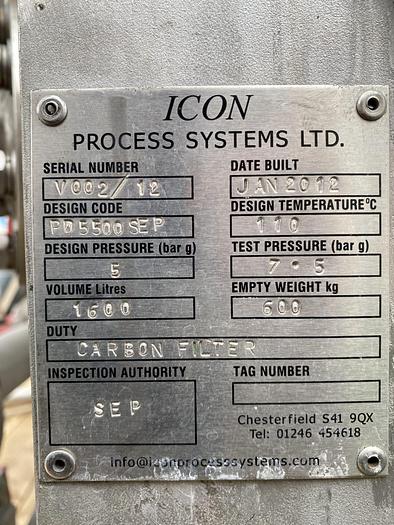 ICON
PROCESS SYSTEMS LTD.
SERIAL NUMBER DATE BUILT
V002/12 JAN 2012
DESIGN CODE DESIGN TEMPERATURE ºC
PD5500 SEP 110
DESIGN PRESSURE (bar g) TEST PRESSURE (bar g)
5 7.5
VOLUME Litres EMPTY WEIGHT kg
1600 600
DUTY
CARBON FILTER
INSPECTION AUTHORITY TAG NUMBER
SEP
Chesterfield S41 9QX
Tel: 01246 454618
info@iconprocesssystems.com